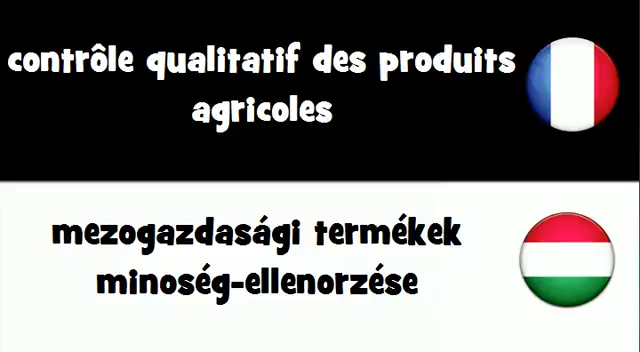 contrôle qualitatif des produits
agricoles
mezogazdasági termékek
minoség-ellenorzése